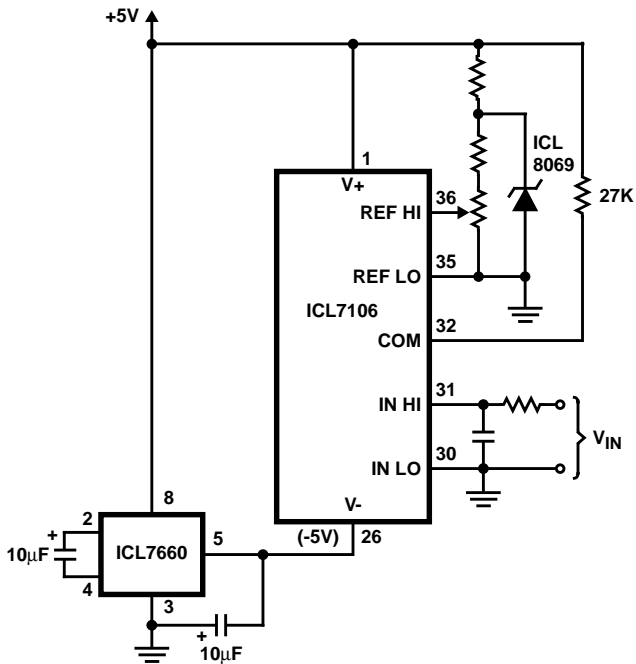 +5V
1
V+
ICL
8069
36
REF HI
27K
35
REF LO
ICL7106
32
COM
31
IN HI
VIN
30
IN LO
8
V-
2
5
(-5V)
26
+
10µF
ICL7660
4
3
+
10µF